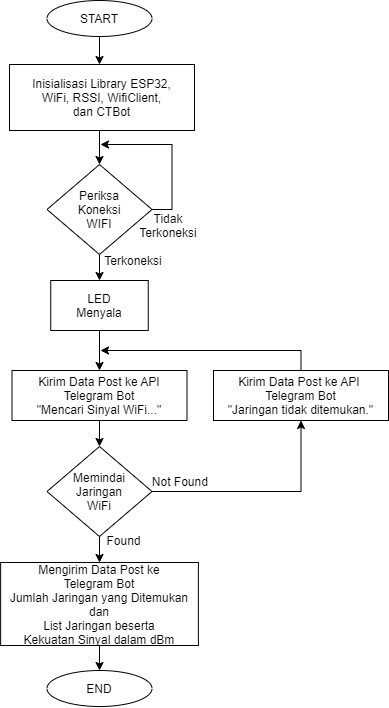 START
Inisialisasi Library ESP32,
WiFi, RSSI, WifiClient,
dan CTBot
Periksa
Koneksi
WIFI
Tidak
Terkoneksi
Terkoneksi
LED
Menyala
Kirim Data Post ke API
Telegram Bot
"Mencari Sinyal WiFi..."
Kirim Data Post ke API
Telegram Bot
"Jaringan tidak ditemukan."
Memindai
Jaringan
WiFi
Not Found
Found
Mengirim Data Post ke
Telegram Bot
Jumlah Jaringan yang Ditemukan
dan
List Jaringan beserta
Kekuatan Sinyal dalam dBm
END